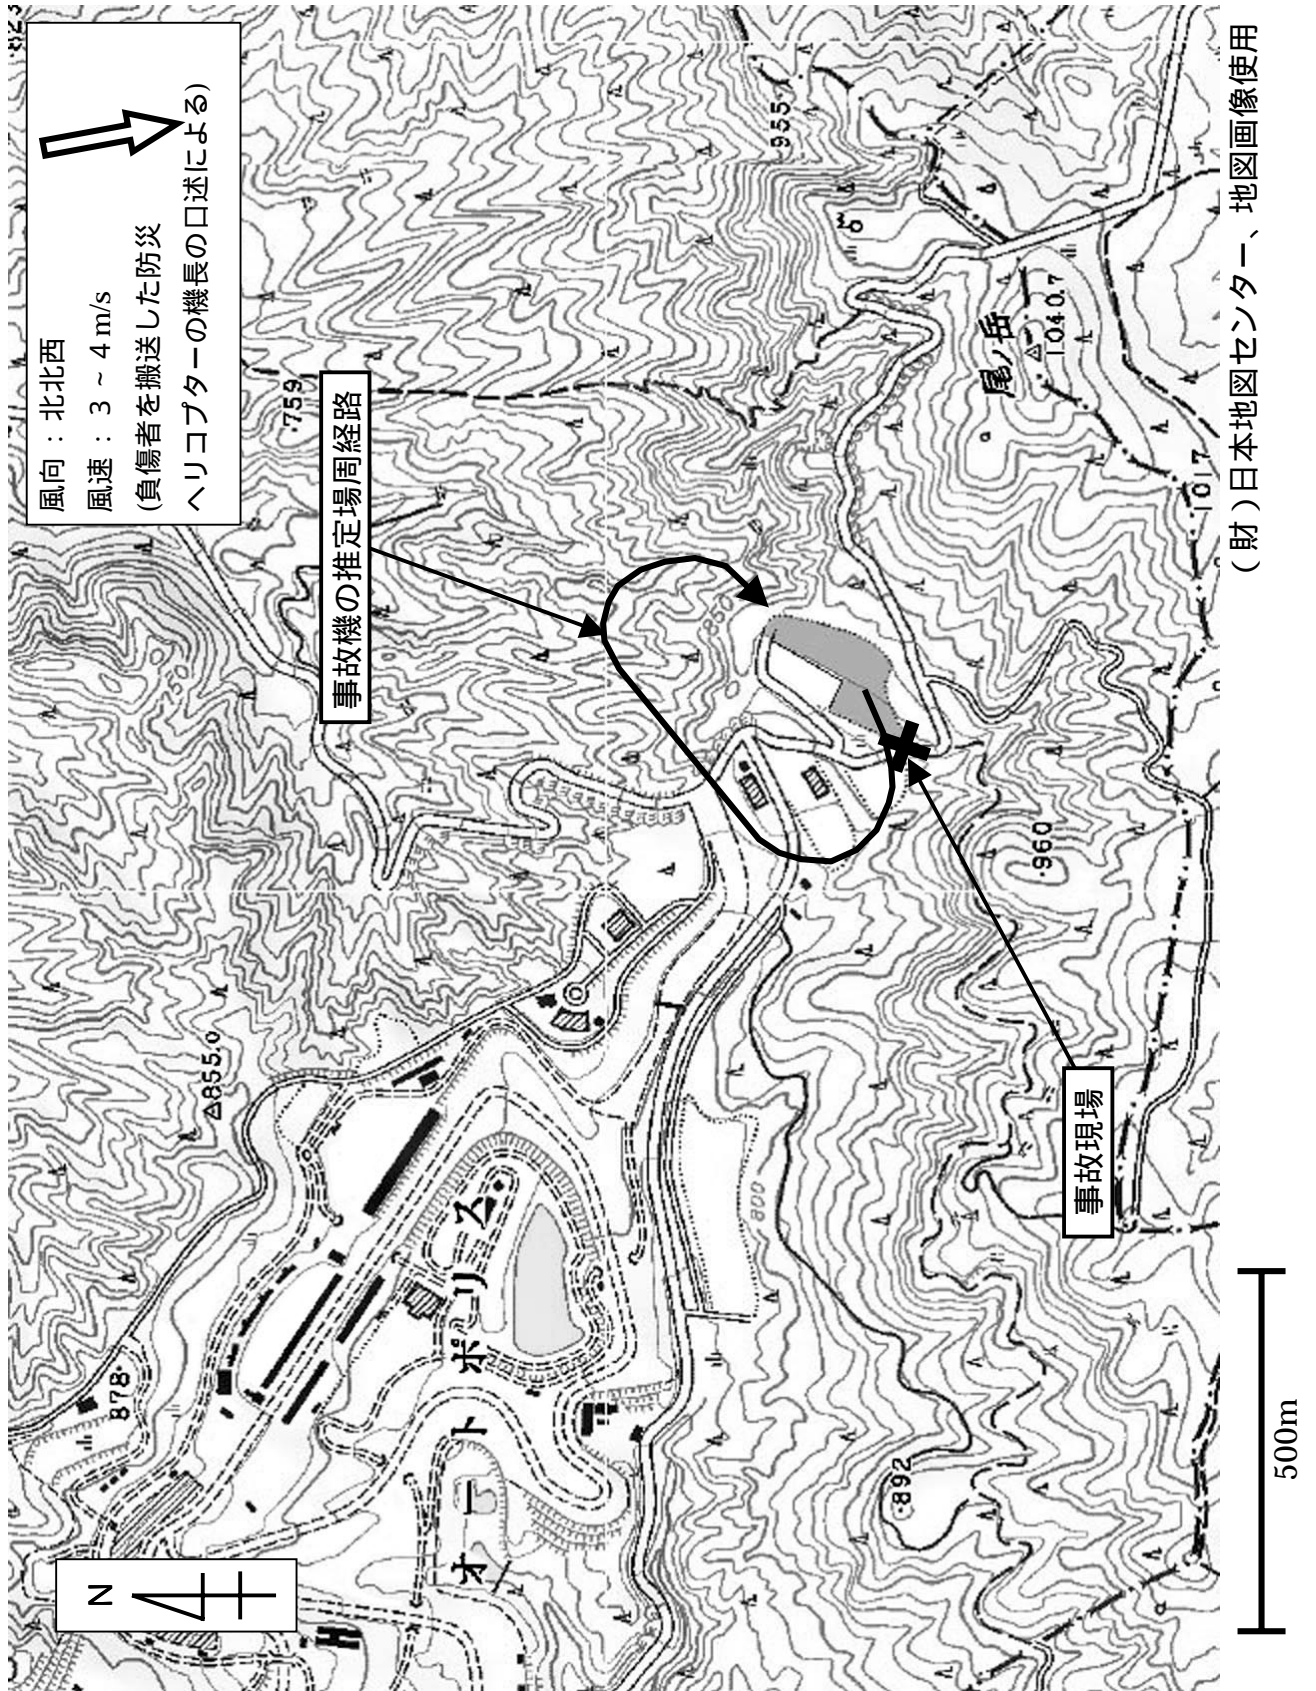 風向：北北西
風速：３～４m/s
(負傷者を搬送した防災
ヘリコプターの機長の口述による)
事故機の推定場周経路
事故現場
N
オートポリス
尾ノ岳
△1040.7
・955
・759
△855.0
878・
・960
1017
・892
800
500m
(財)日本地図センター、地図画像使用